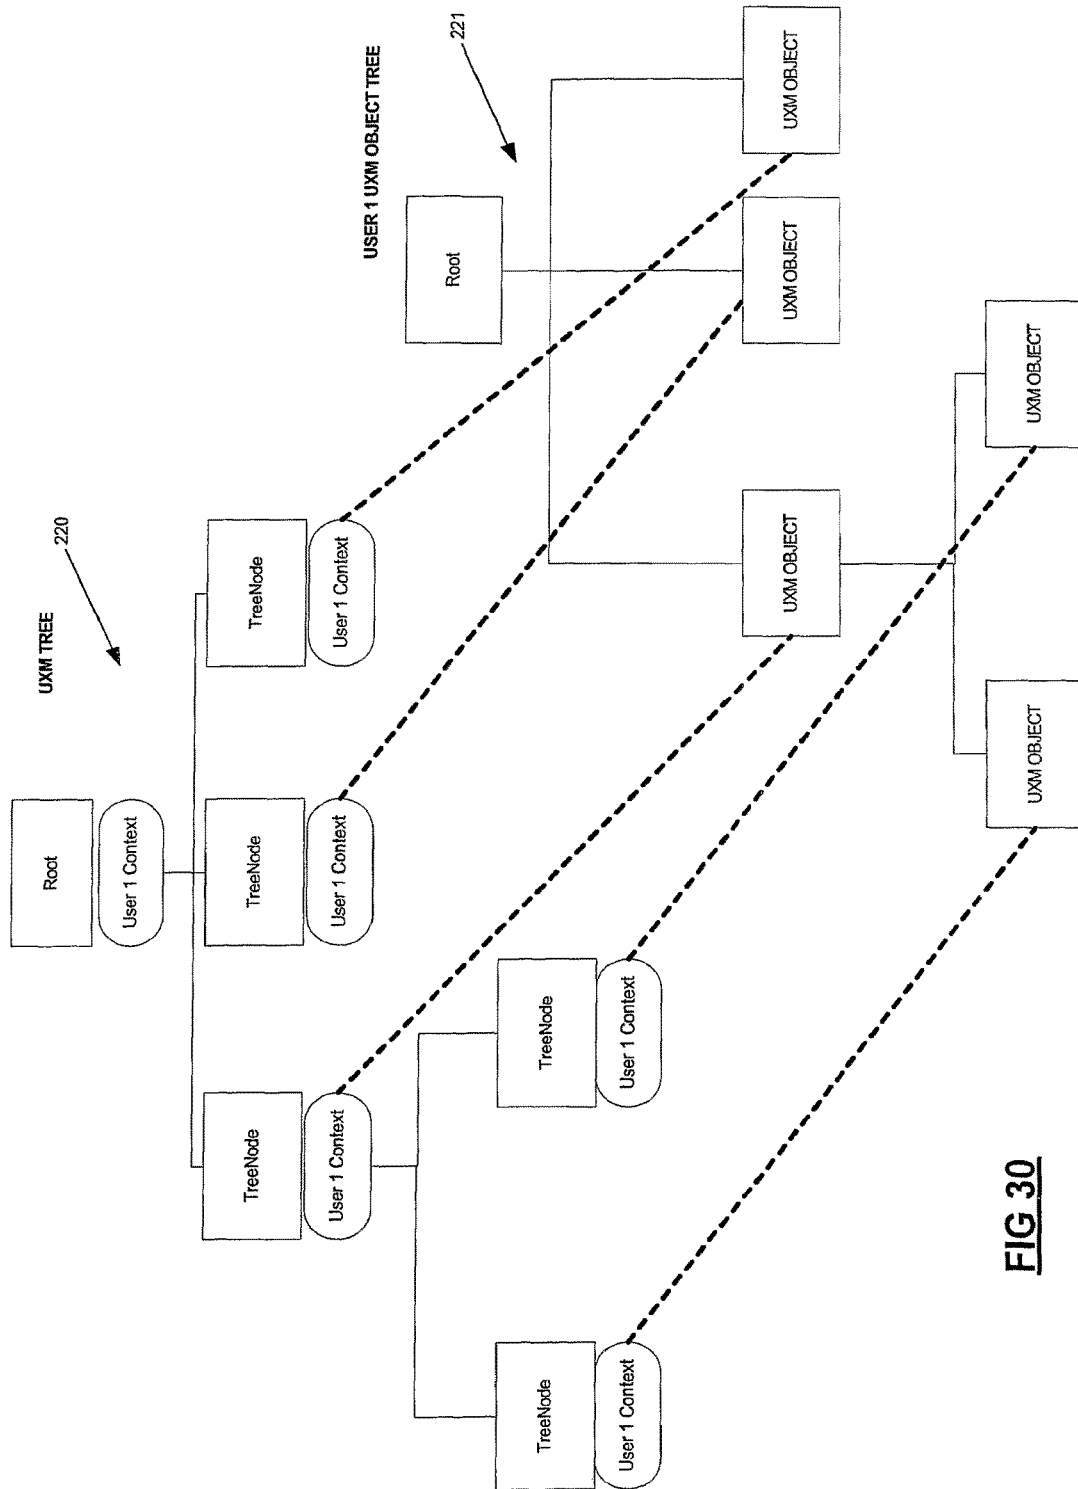 UXM TREE
220
Root
User 1 Context
TreeNode
User 1 Context
TreeNode
User 1 Context
TreeNode
User 1 Context
TreeNode
User 1 Context
TreeNode
User 1 Context
USER 1 UXM OBJECT TREE
221
Root
UXM OBJECT
UXM OBJECT
UXM OBJECT
UXM OBJECT
UXM OBJECT
FIG 30